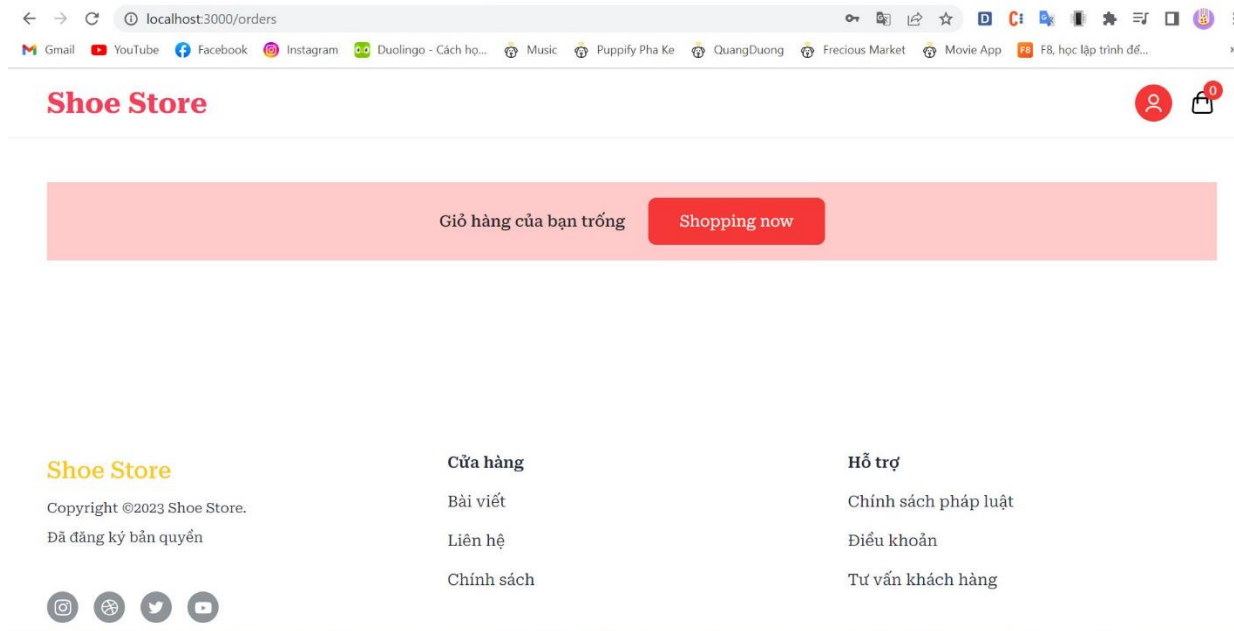 localhost:3000/orders
Gmail YouTube Facebook Instagram Duolingo - Cách họ... Music Puppify Pha Ke QuangDuong Frecious Market Movie App F8 F8, học lập trình để...
Shoe Store
0
Giỏ hàng của bạn trống Shopping now
Shoe Store
Copyright ©2023 Shoe Store.
Đã đăng ký bản quyền
Cửa hàng
Bài viết
Liên hệ
Chính sách
Hỗ trợ
Chính sách pháp luật
Điều khoản
Tư vấn khách hàng